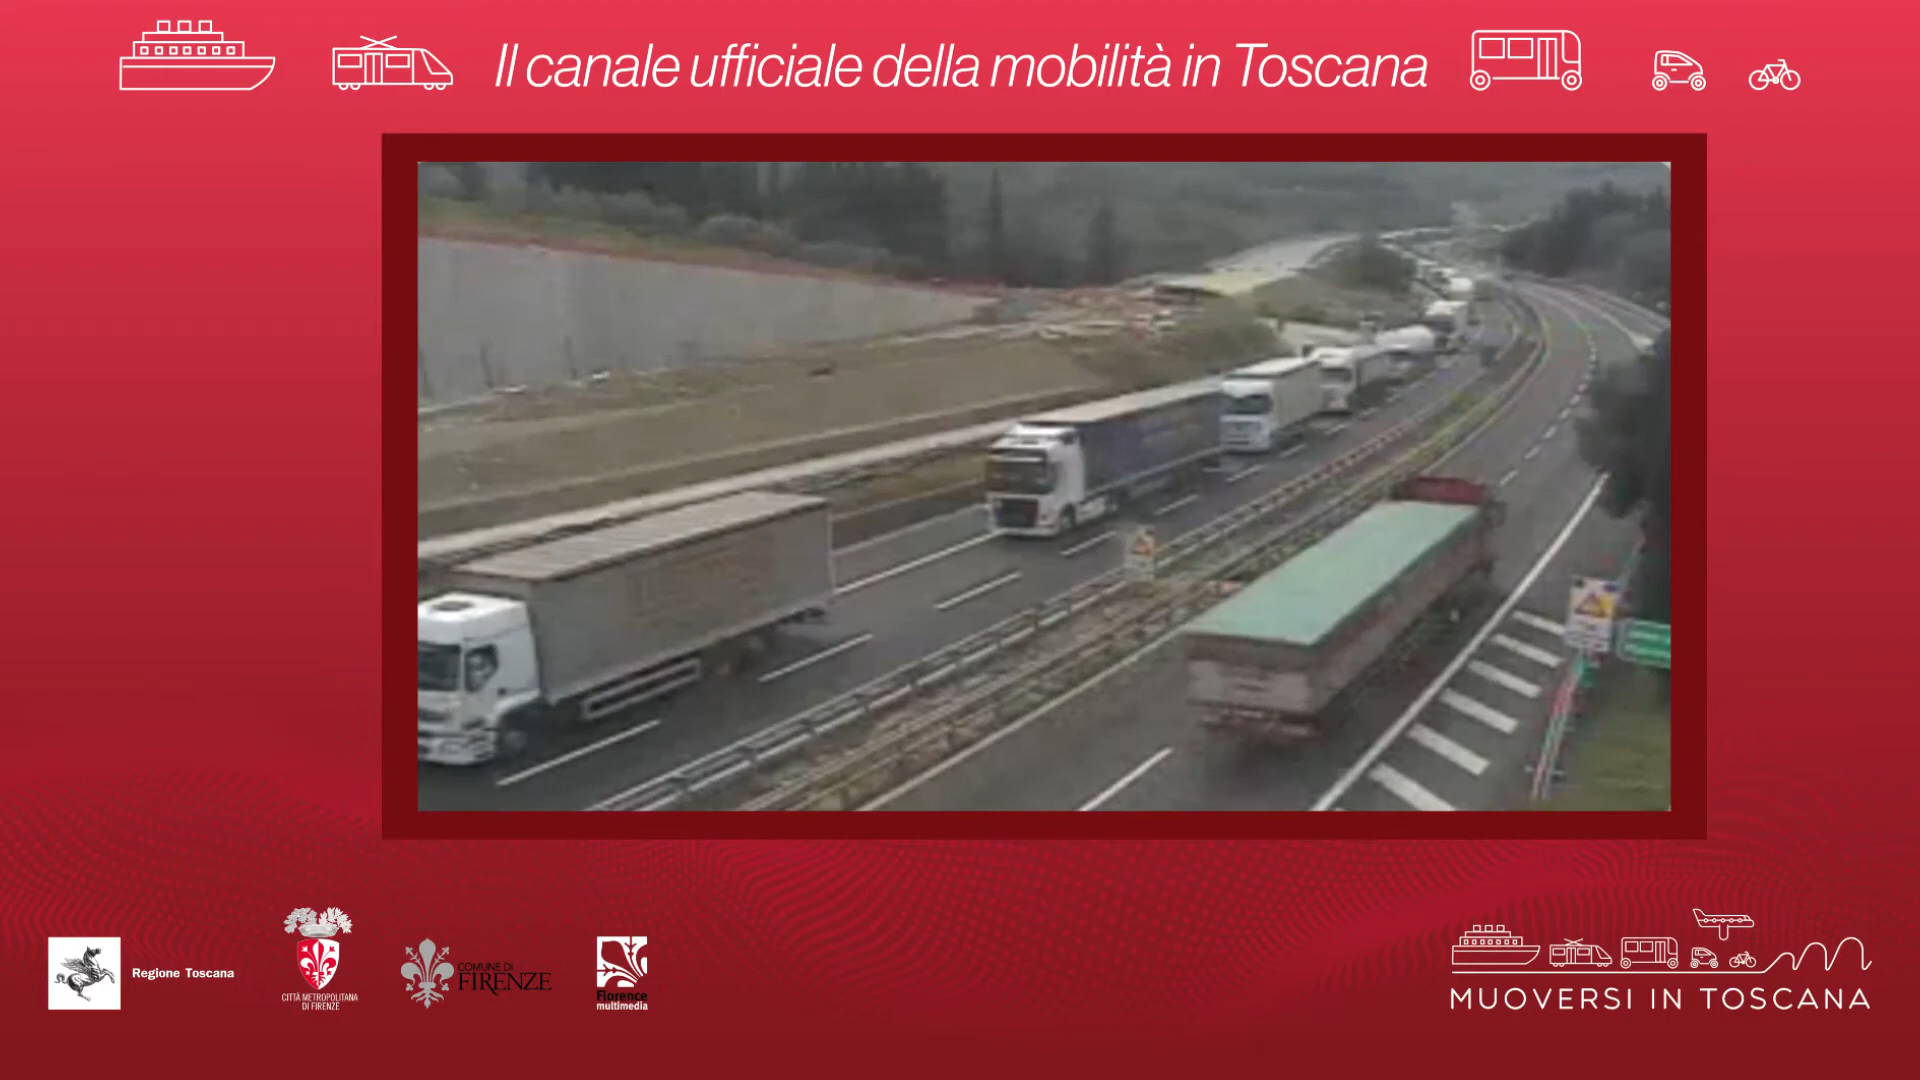 Il canale ufficiale della mobilità in Toscana
Regione Toscana
CITTÀ METROPOLITANA
DI FIRENZE
COMUNE DI
FIRENZE
Florence
multimedia
MUOVERSI IN TOSCANA